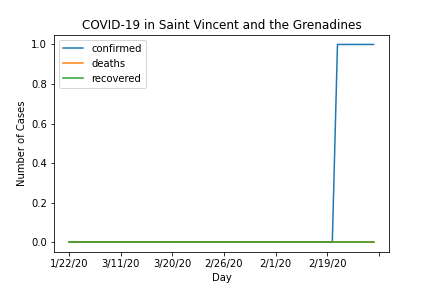 COVID-19 in Saint Vincent and the Grenadines
confirmed
deaths
recovered
Number of Cases
1.0
0.8
0.6
0.4
0.2
0.0
1/22/20 3/11/20 3/20/20 2/26/20 2/1/20 2/19/20
Day